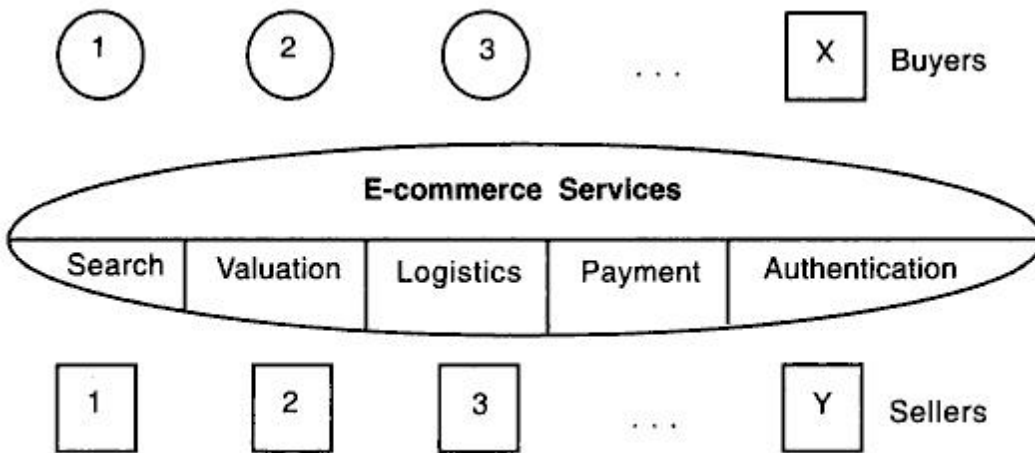 1 2 3 ... X Buyers
E-commerce Services
Search Valuation Logistics Payment Authentication
1 2 3 ... Y Sellers